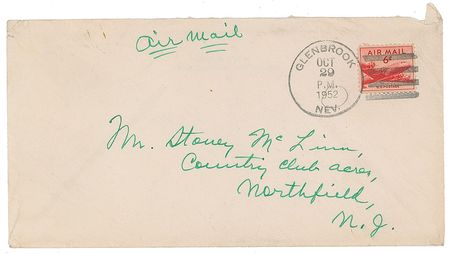 air mail
GLENBROOK
OCT
29
P.M.
1952
NEV.
AIR MAIL
6¢
Mr. Stoney McLinn,
Country Club acres,
Northfield,
N.J.